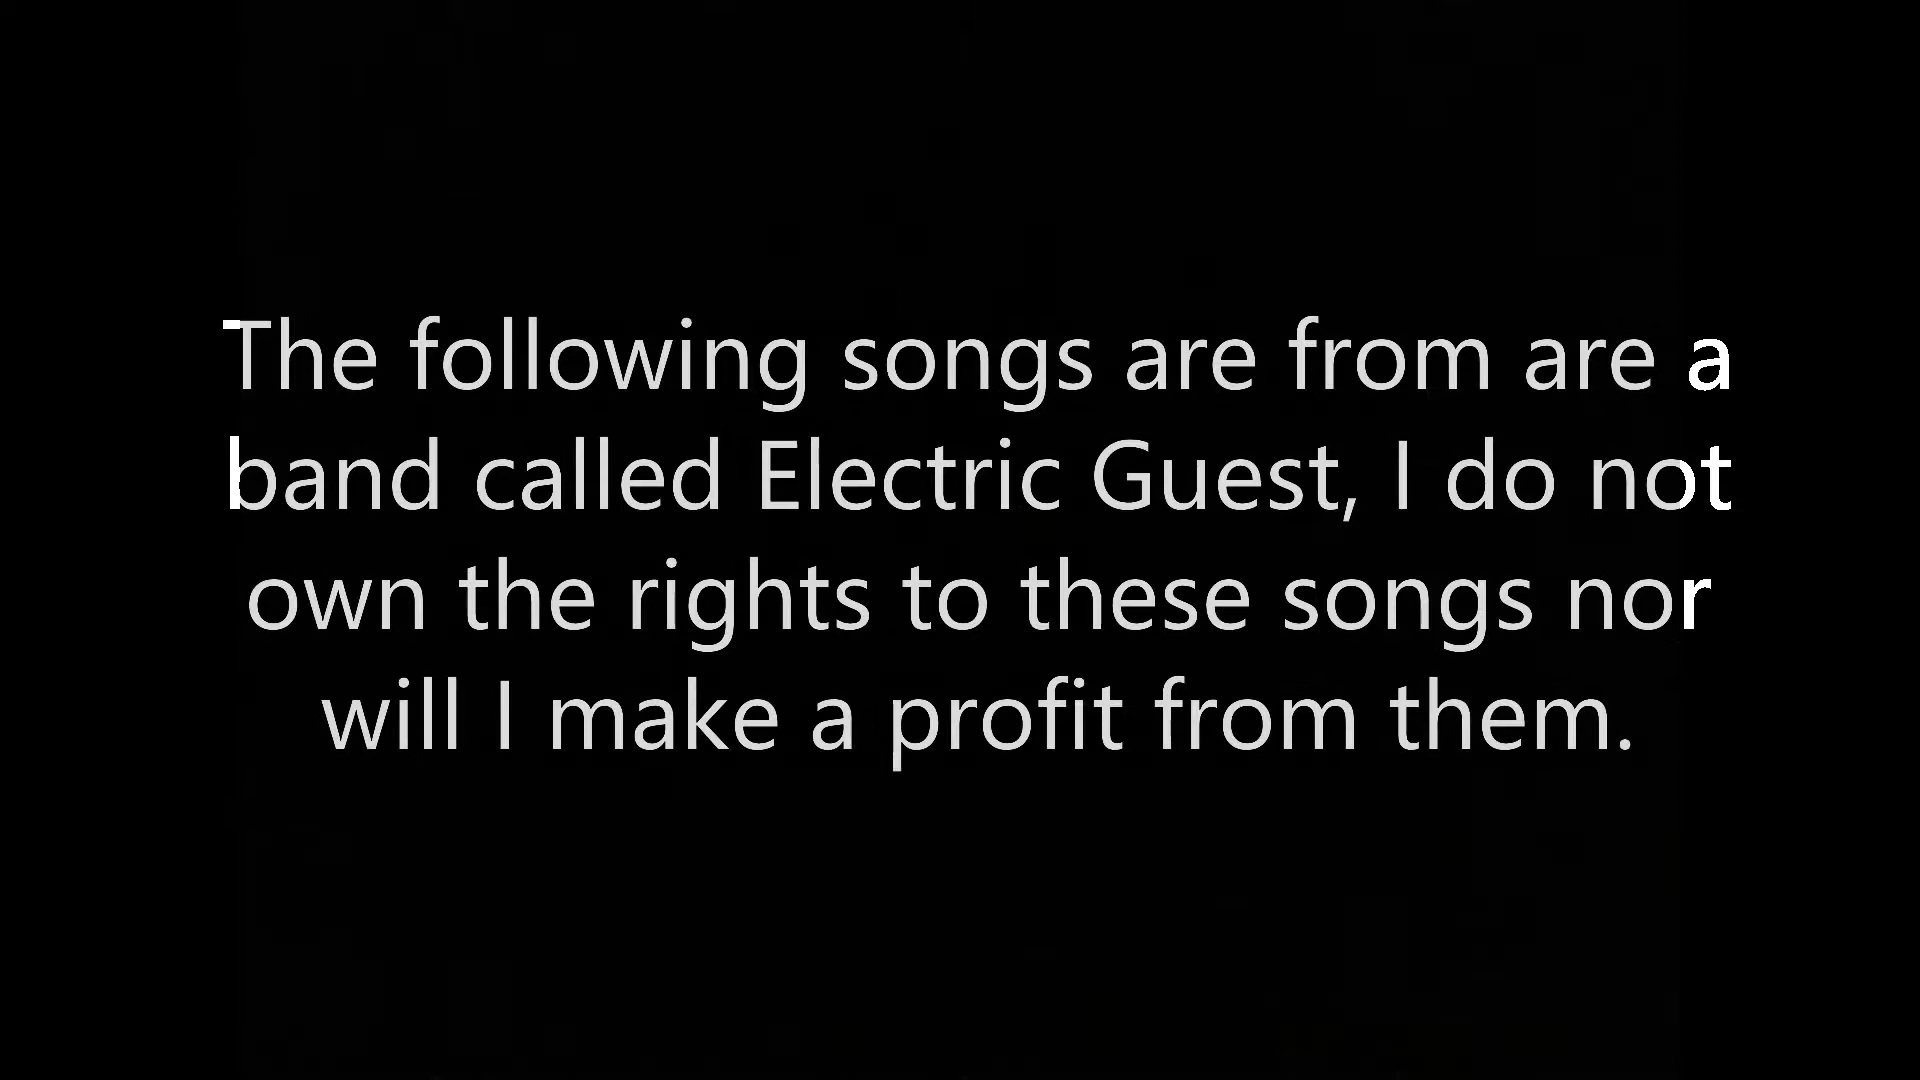 The following songs are from are a
band called Electric Guest, I do not
own the rights to these songs nor
will I make a profit from them.